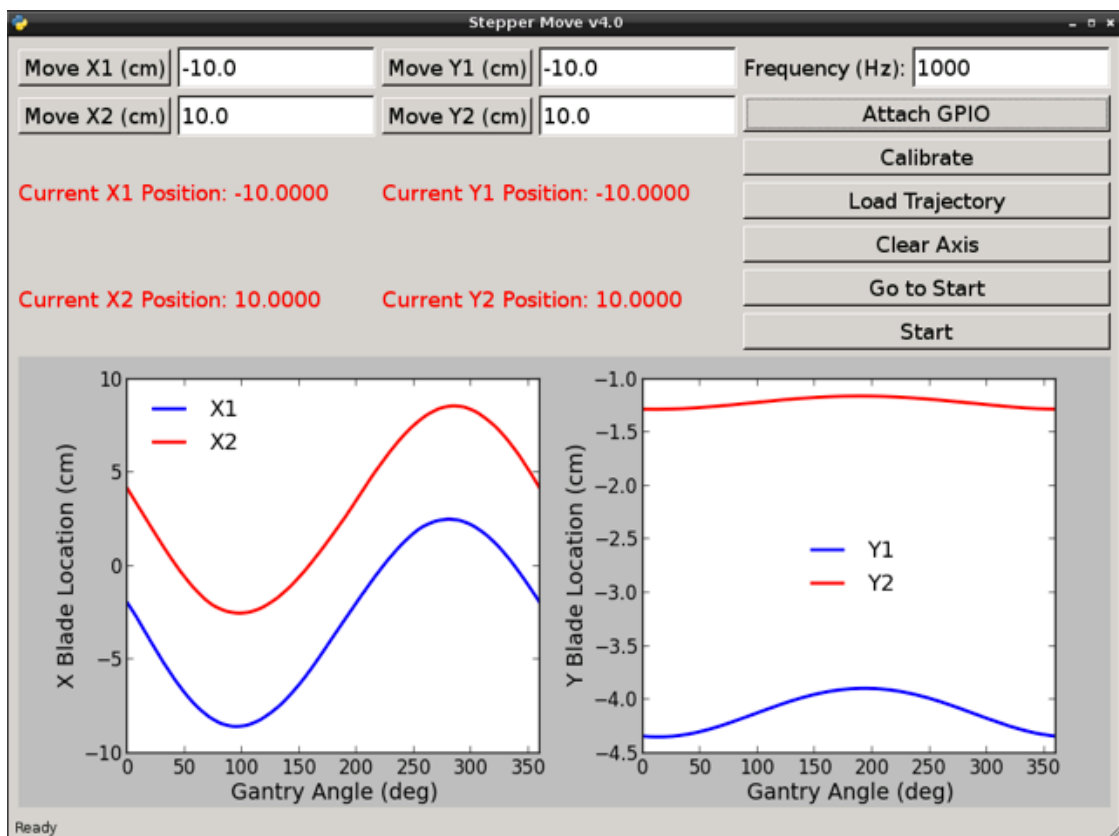 Stepper Move v4.0
Move X1 (cm) -10.0 Move Y1 (cm) -10.0 Frequency (Hz): 1000
Move X2 (cm) 10.0 Move Y2 (cm) 10.0 Attach GPIO
Calibrate
Current X1 Position: -10.0000 Current Y1 Position: -10.0000 Load Trajectory
Clear Axis
Current X2 Position: 10.0000 Current Y2 Position: 10.0000 Go to Start
Start
X Blade Location (cm)
10
5
0
−5
−10
X1
X2
0 50 100 150 200 250 300 350
Gantry Angle (deg)
Y Blade Location (cm)
−1.0
−1.5
−2.0
−2.5
−3.0
−3.5
−4.0
−4.5
Y1
Y2
0 50 100 150 200 250 300 350
Gantry Angle (deg)
Ready